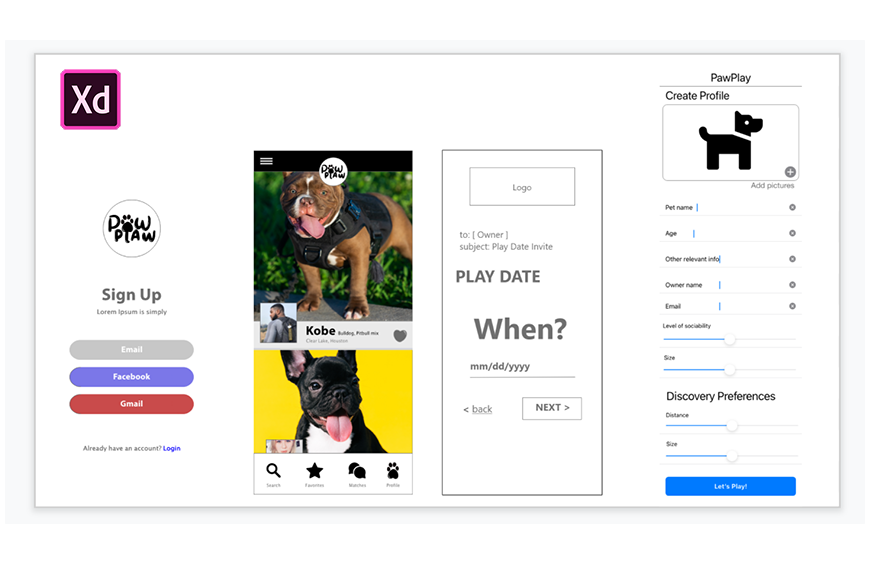 Xd
PAW
PLAW
Sign Up
Lorem Ipsum is simply
Email
Facebook
Gmail
Already have an account? Login
PAW
PLAW
Kobe Bulldog, Pitbull mix
Clear Lake, Houston
Search
Favorites
Matches
Profile
Logo
to: [ Owner ]
subject: Play Date Invite
PLAY DATE
When?
mm/dd/yyyy
< back
NEXT >
PawPlay
Create Profile
Add pictures
Pet name
Age
Other relevant info
Owner name
Email
Level of sociability
Size
Discovery Preferences
Distance
Size
Let's Play!